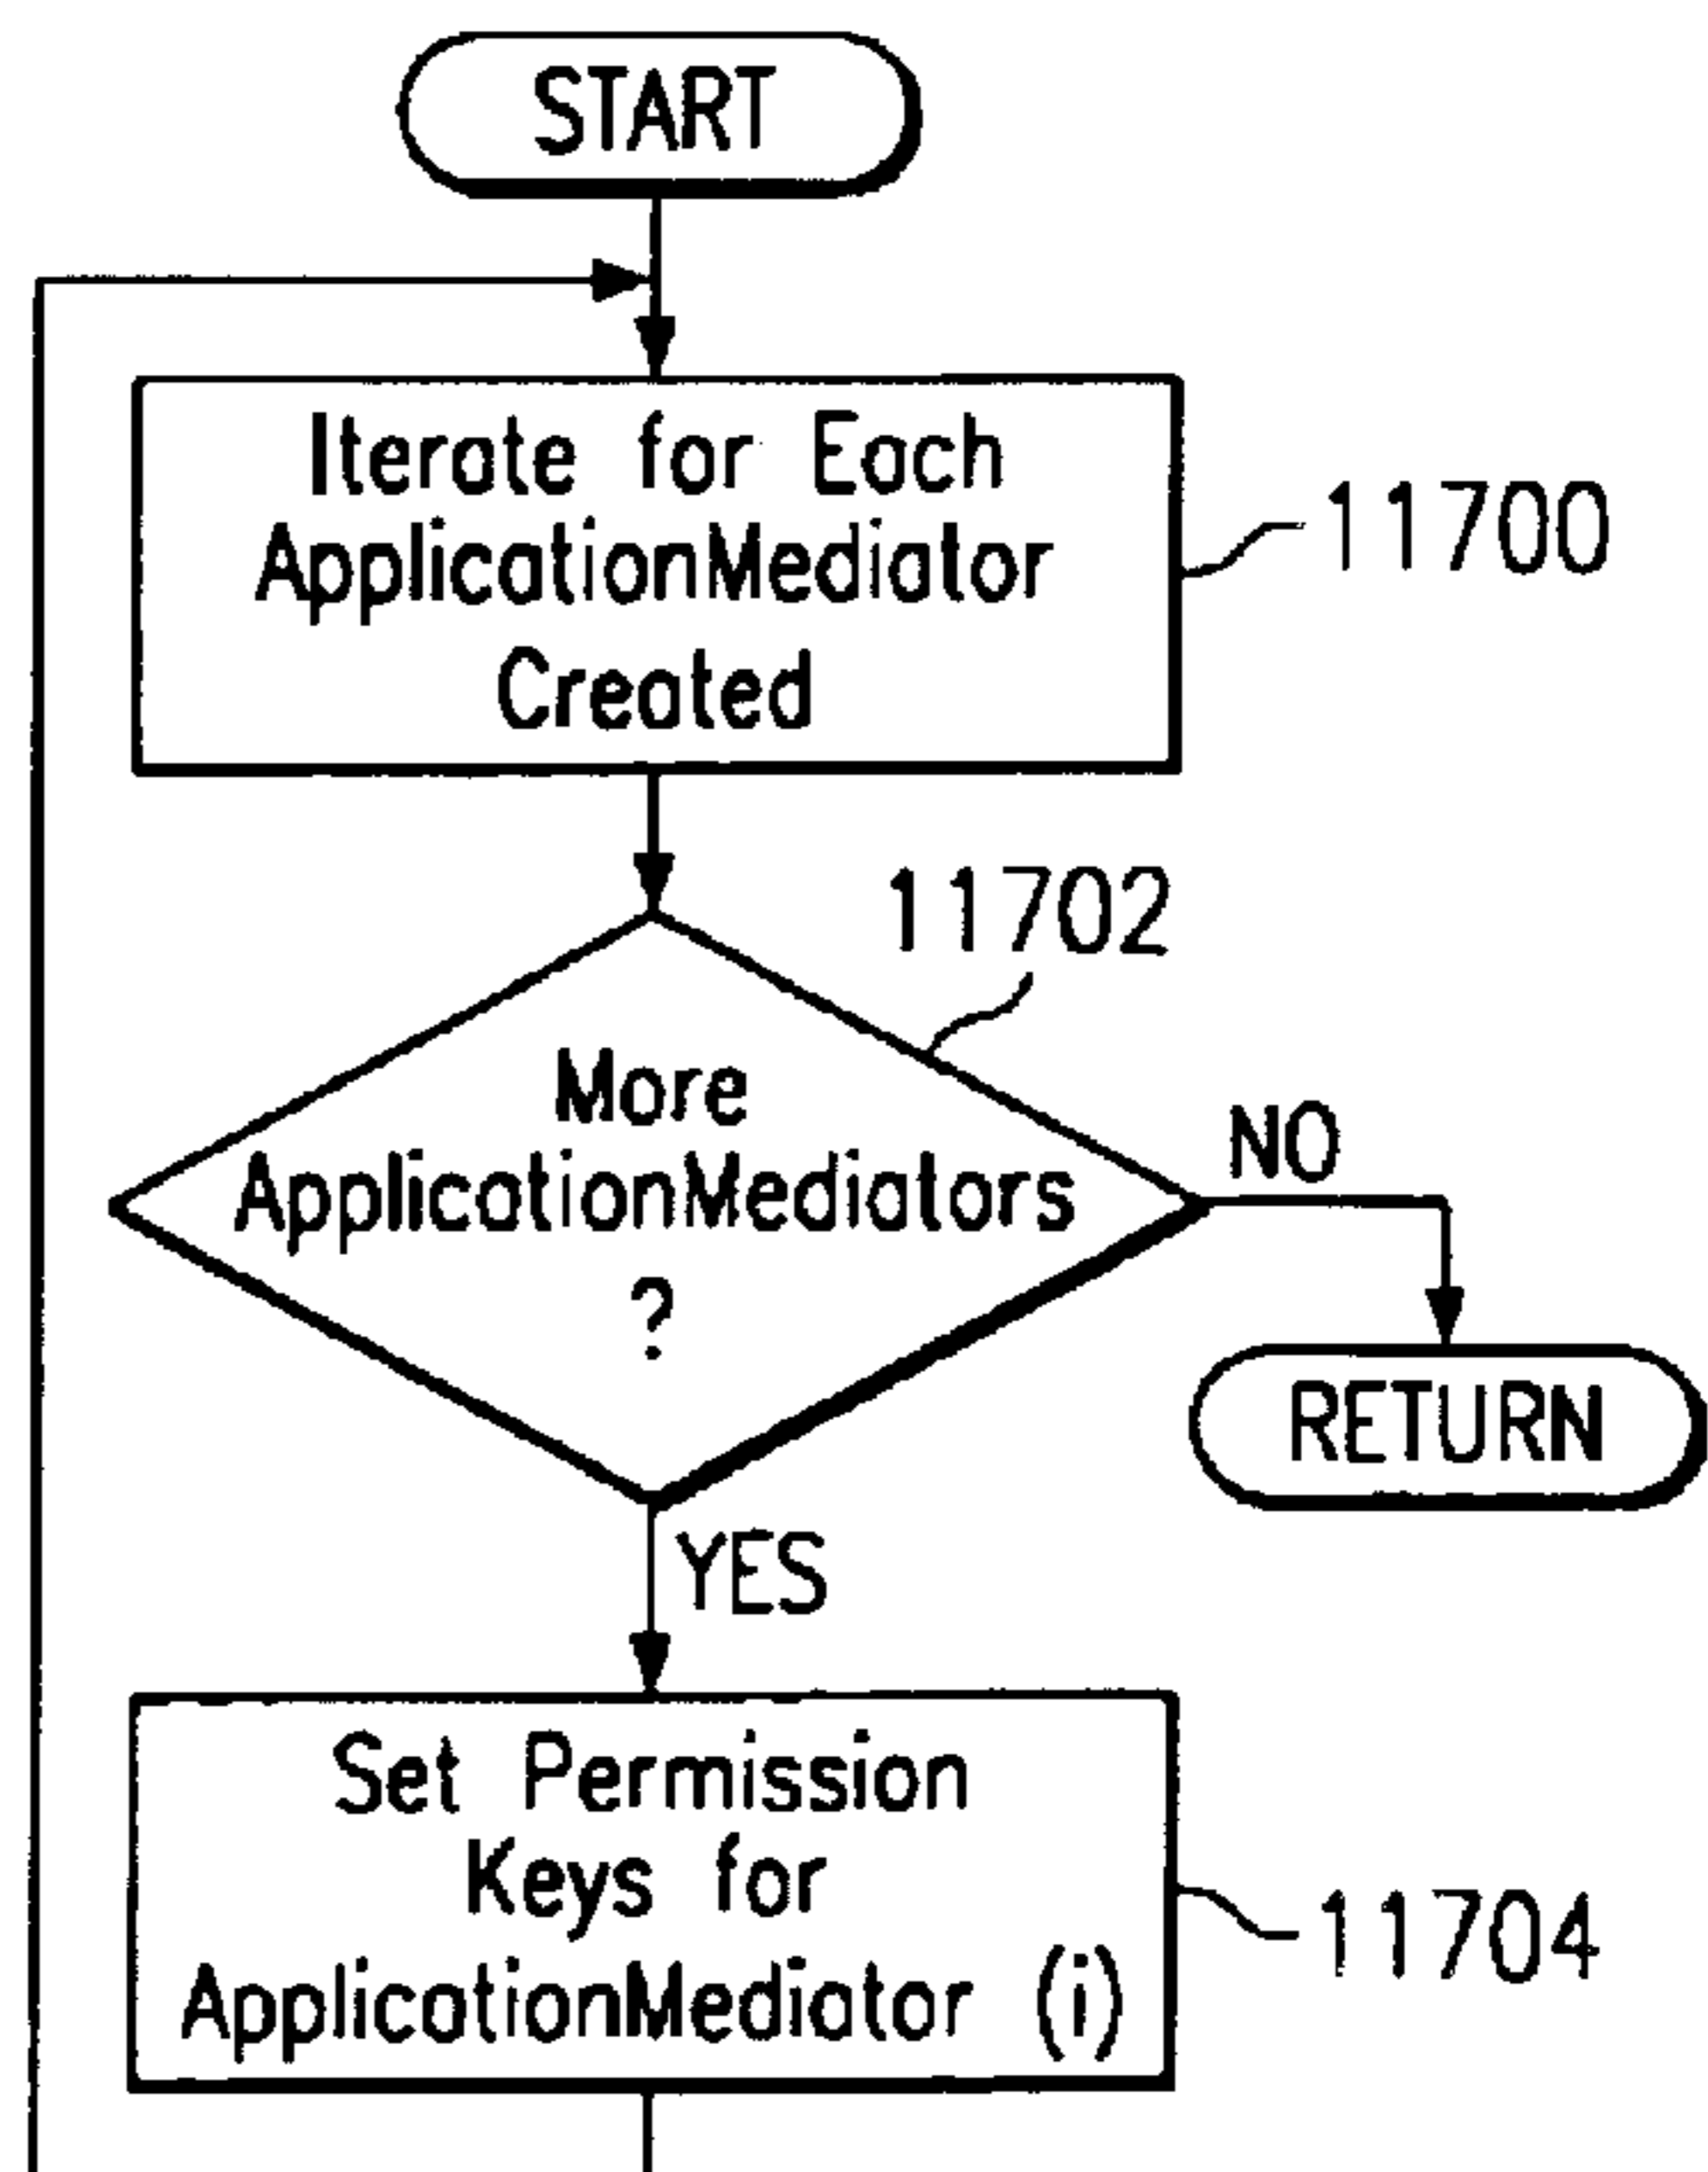 START
Iterate for Each
ApplicationMediator
Created
11700
11702
More
ApplicationMediators
?
NO
RETURN
YES
Set Permission
Keys for
ApplicationMediator (i)
11704